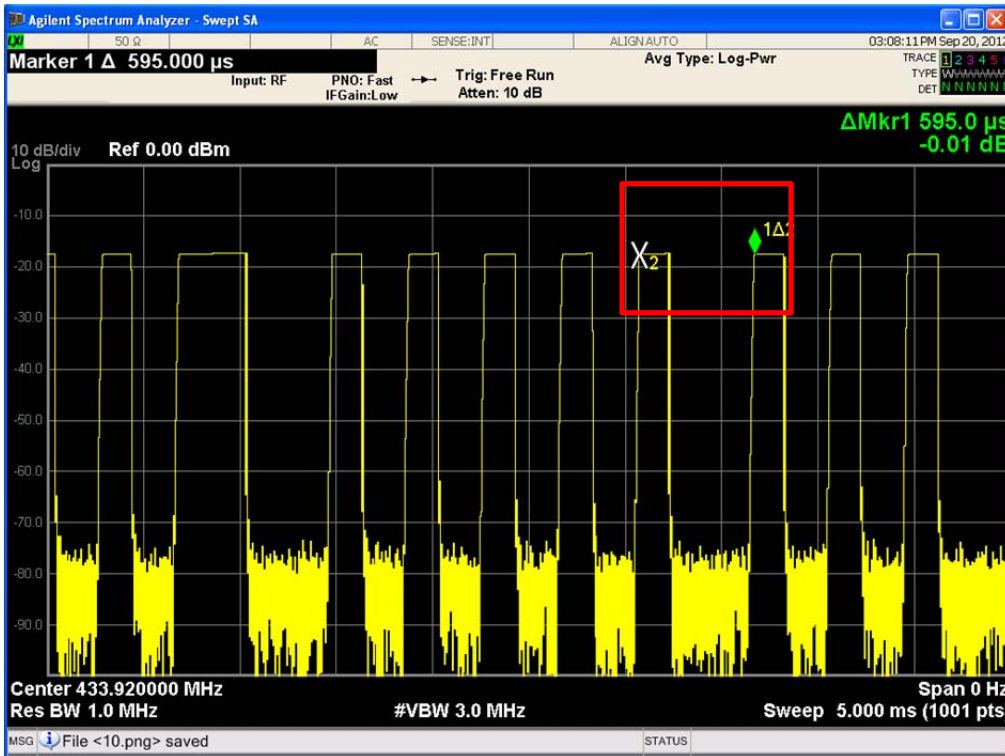 Agilent Spectrum Analyzer - Swept SA
LXI 50 Ω AC SENSE:INT ALIGN AUTO 03:08:11 PM Sep 20, 2012
Marker 1 Δ 595.000 µs
Avg Type: Log-Pwr
TRACE 1 2 3 4 5
Input: RF PNO: Fast Trig: Free Run
TYPE
IFGain:Low Atten: 10 dB
DET N N N N N
ΔMkr1 595.0 µs
-0.01 dB
10 dB/div Ref 0.00 dBm
Log
-10.0
1Δ2
X2
-20.0
-30.0
-40.0
-50.0
-60.0
-70.0
-80.0
-90.0
Center 433.920000 MHz Span 0 Hz
Res BW 1.0 MHz #VBW 3.0 MHz Sweep 5.000 ms (1001 pts
MSG File <10.png> saved STATUS